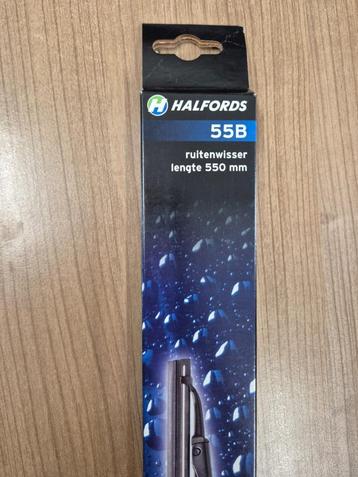 HALFORDS
55B
ruitenwisser
lengte 550 mm